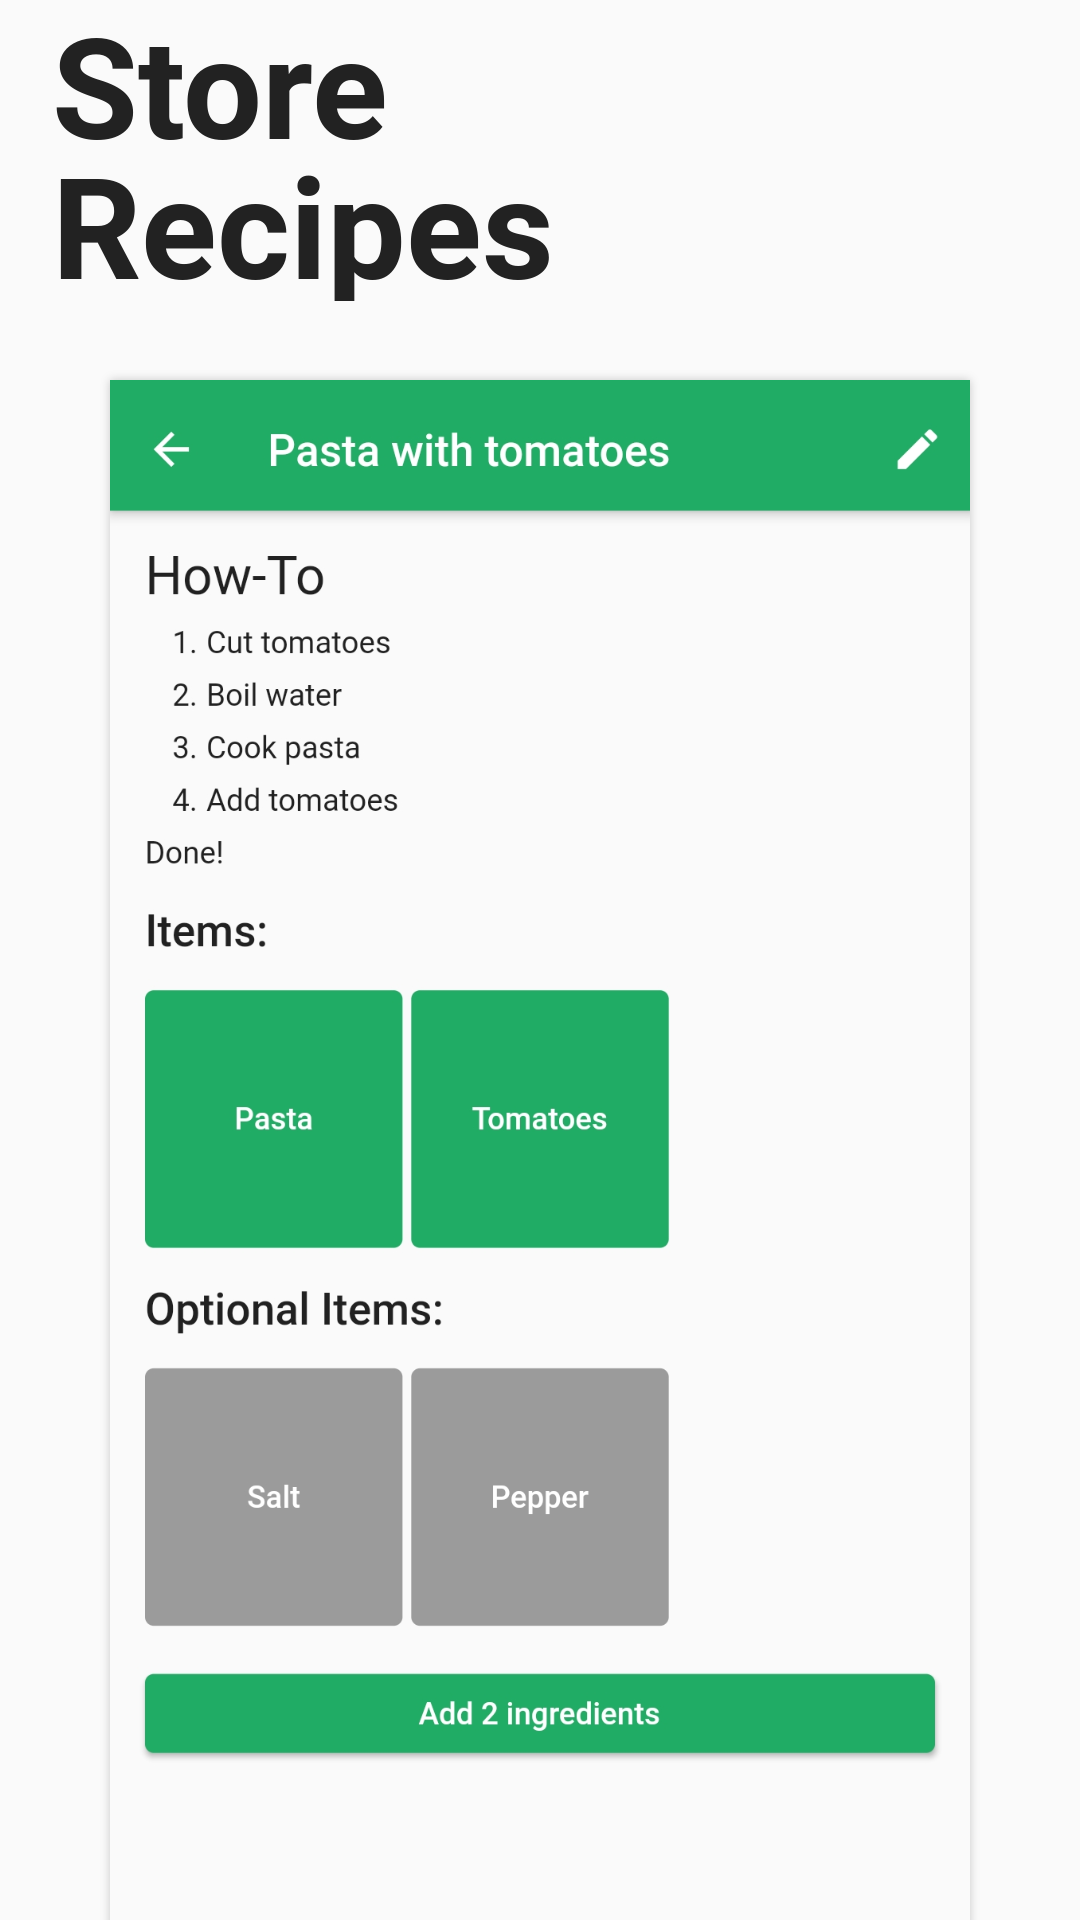 Store
Recipes
Pasta with tomatoes
How-To
1. Cut tomatoes
2. Boil water
3. Cook pasta
4. Add tomatoes
Done!
Items:
Pasta
Tomatoes
Optional Items:
Salt
Pepper
Add 2 ingredients